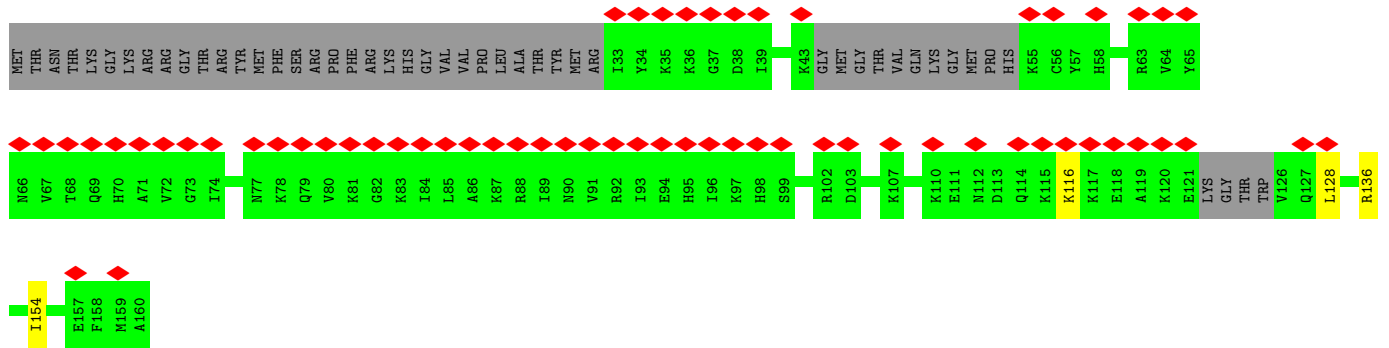 MET THR ASN THR THR LYS GLY LYS ARG ARG GLY THR ARG TYR MET PHE SER ARG PRO PHE ARG LYS HIS GLY VAL VAL PRO LEU ALA THR TYR MET ARG I33 Y34 K35 K36 G37 D38 I39 K43 GLY MET GLY THR VAL GLN LYS GLY MET PRO HIS K55 C56 Y57 H58 R63 V64 Y65
N66 V67 T68 Q69 H70 A71 V72 G73 I74 N77 K78 Q79 V80 K81 G82 K83 I84 L85 A86 K87 R88 I89 N90 V91 R92 I93 E94 H95 I96 K97 H98 S99 R102 D103 K107 K110 E111 N112 D113 Q114 K115 K116 K117 E118 A119 K120 E121 LYS GLY THR TRP V126 Q127 L128 R136
I154 E157 F158 M159 A160